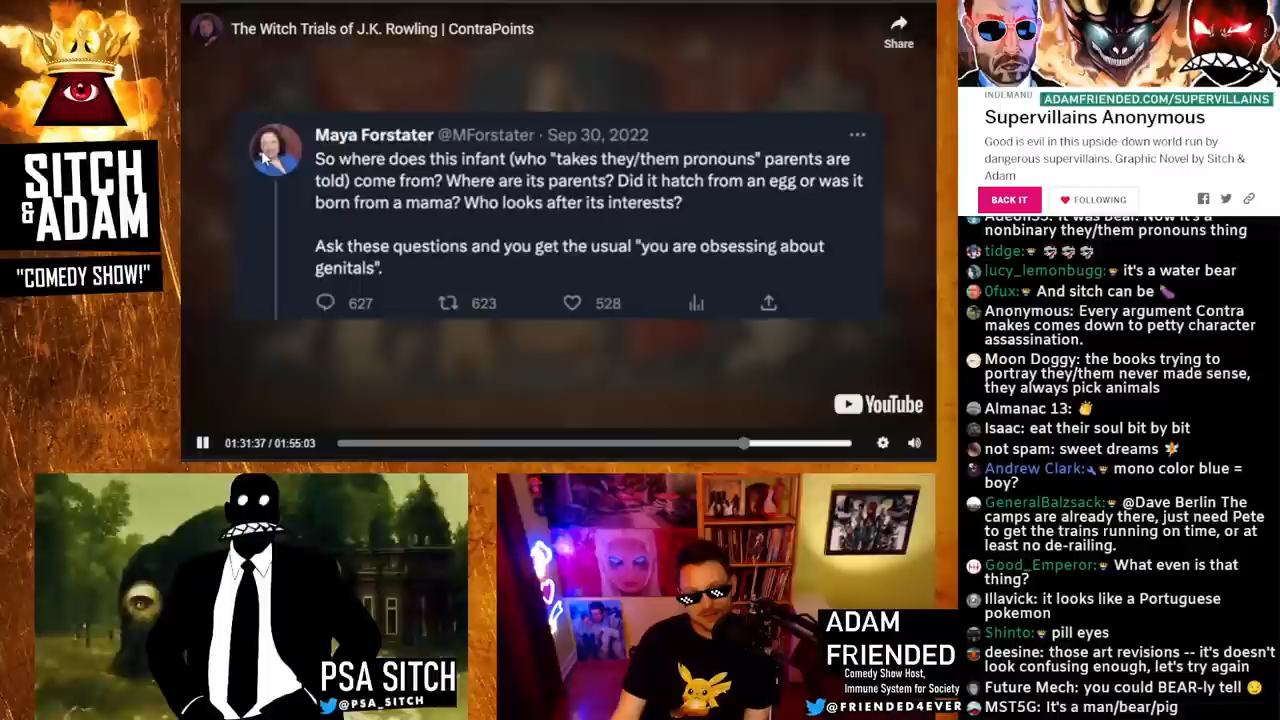 The Witch Trials of J.K. Rowling | ContraPoints
Share
Maya Forstater @MForstater · Sep 30, 2022
So where does this infant (who "takes they/them pronouns" parents are
told) come from? Where are its parents? Did it hatch from an egg or was it
born from a mama? Who looks after its interests?
Ask these questions and you get the usual "you are obsessing about
genitals".
627
623
528
YouTube
01:31:37 / 01:55:03
SITCH
& ADAM
"COMEDY SHOW!"
PSA SITCH
@PSA_SITCH
ADAM
FRIENDED
Comedy Show Host,
Immune System for Society
@FRIENDED4EVER
INDEMAND
ADAMFRIENDED.COM/SUPERVILLAINS
Supervillains Anonymous
Good is evil in this upside-down world run by
dangerous supervillains. Graphic Novel by Sitch &
Adam
BACK IT
FOLLOWING
nonbinary they/them pronouns thing
tidge:
lucy_lemonbugg: it's a water bear
0fux: And sitch can be 🍆
Anonymous: Every argument Contra
makes comes down to petty character
assassination.
Moon Doggy: the books trying to
portray they/them never made sense,
they always pick animals
Almanac 13: 👏
Isaac: eat their soul bit by bit
not spam: sweet dreams
Andrew Clark: mono color blue =
boy?
GeneralBalzsack: @Dave Berlin The
camps are already there, just need Pete
to get the trains running on time, or at
least no de-railing.
Good_Emperor: What even is that
thing?
Illavick: it looks like a Portuguese
pokemon
Shinto: pill eyes
deesine: those art revisions -- it's doesn't
look confusing enough, let's try again
Future Mech: you could BEAR-ly tell 😏
MST5G: It's a man/bear/pig